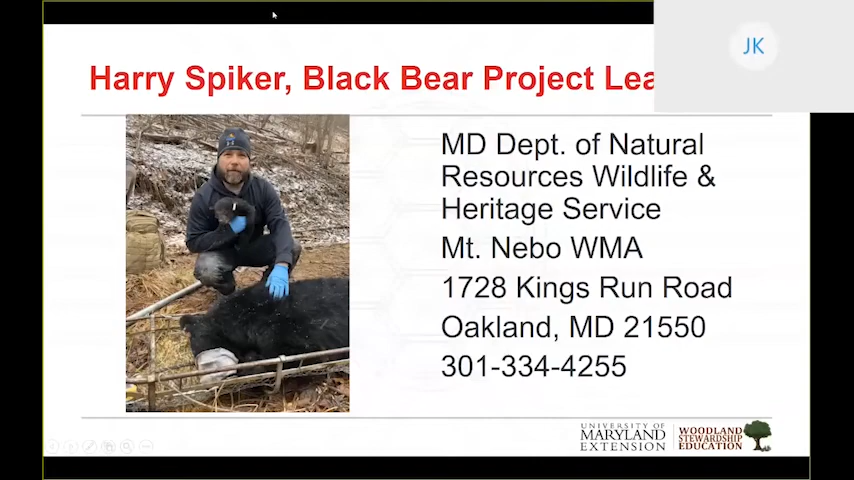 JK
Harry Spiker, Black Bear Project Lea
MD Dept. of Natural
Resources Wildlife &
Heritage Service
Mt. Nebo WMA
1728 Kings Run Road
Oakland, MD 21550
301-334-4255
UNIVERSITY OF
MARYLAND
EXTENSION
WOODLAND
STEWARDSHIP
EDUCATION